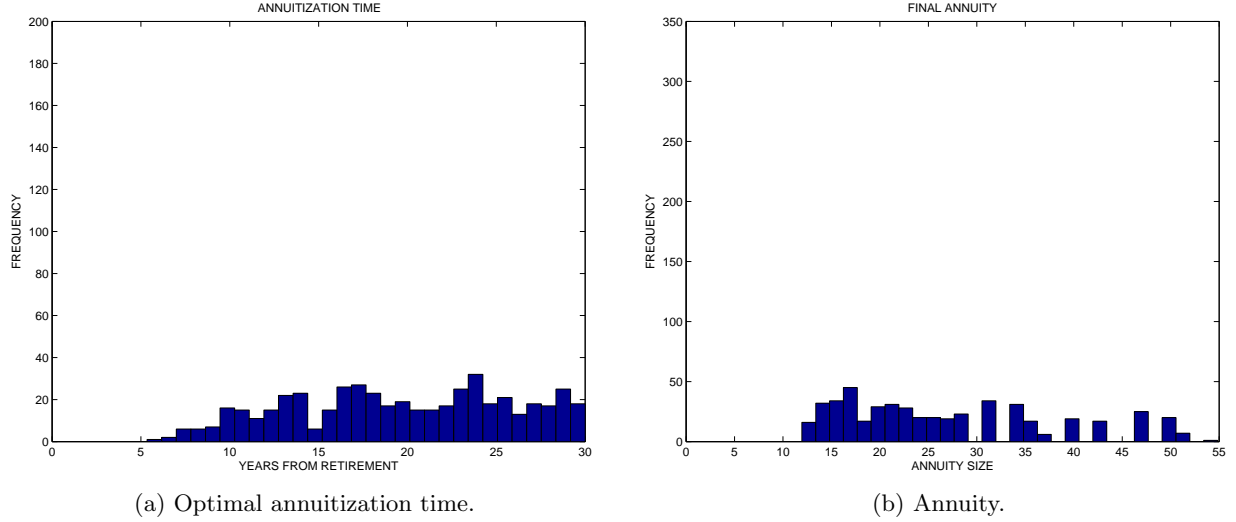 ANNUITIZATION TIME
200
180
160
140
120
100
80
60
40
20
0
FREQUENCY
0 5 10 15 20 25 30
YEARS FROM RETIREMENT
(a) Optimal annuitization time.
FINAL ANNUITY
350
300
250
200
150
100
50
0
FREQUENCY
0 5 10 15 20 25 30 35 40 45 50 55
ANNUITY SIZE
(b) Annuity.